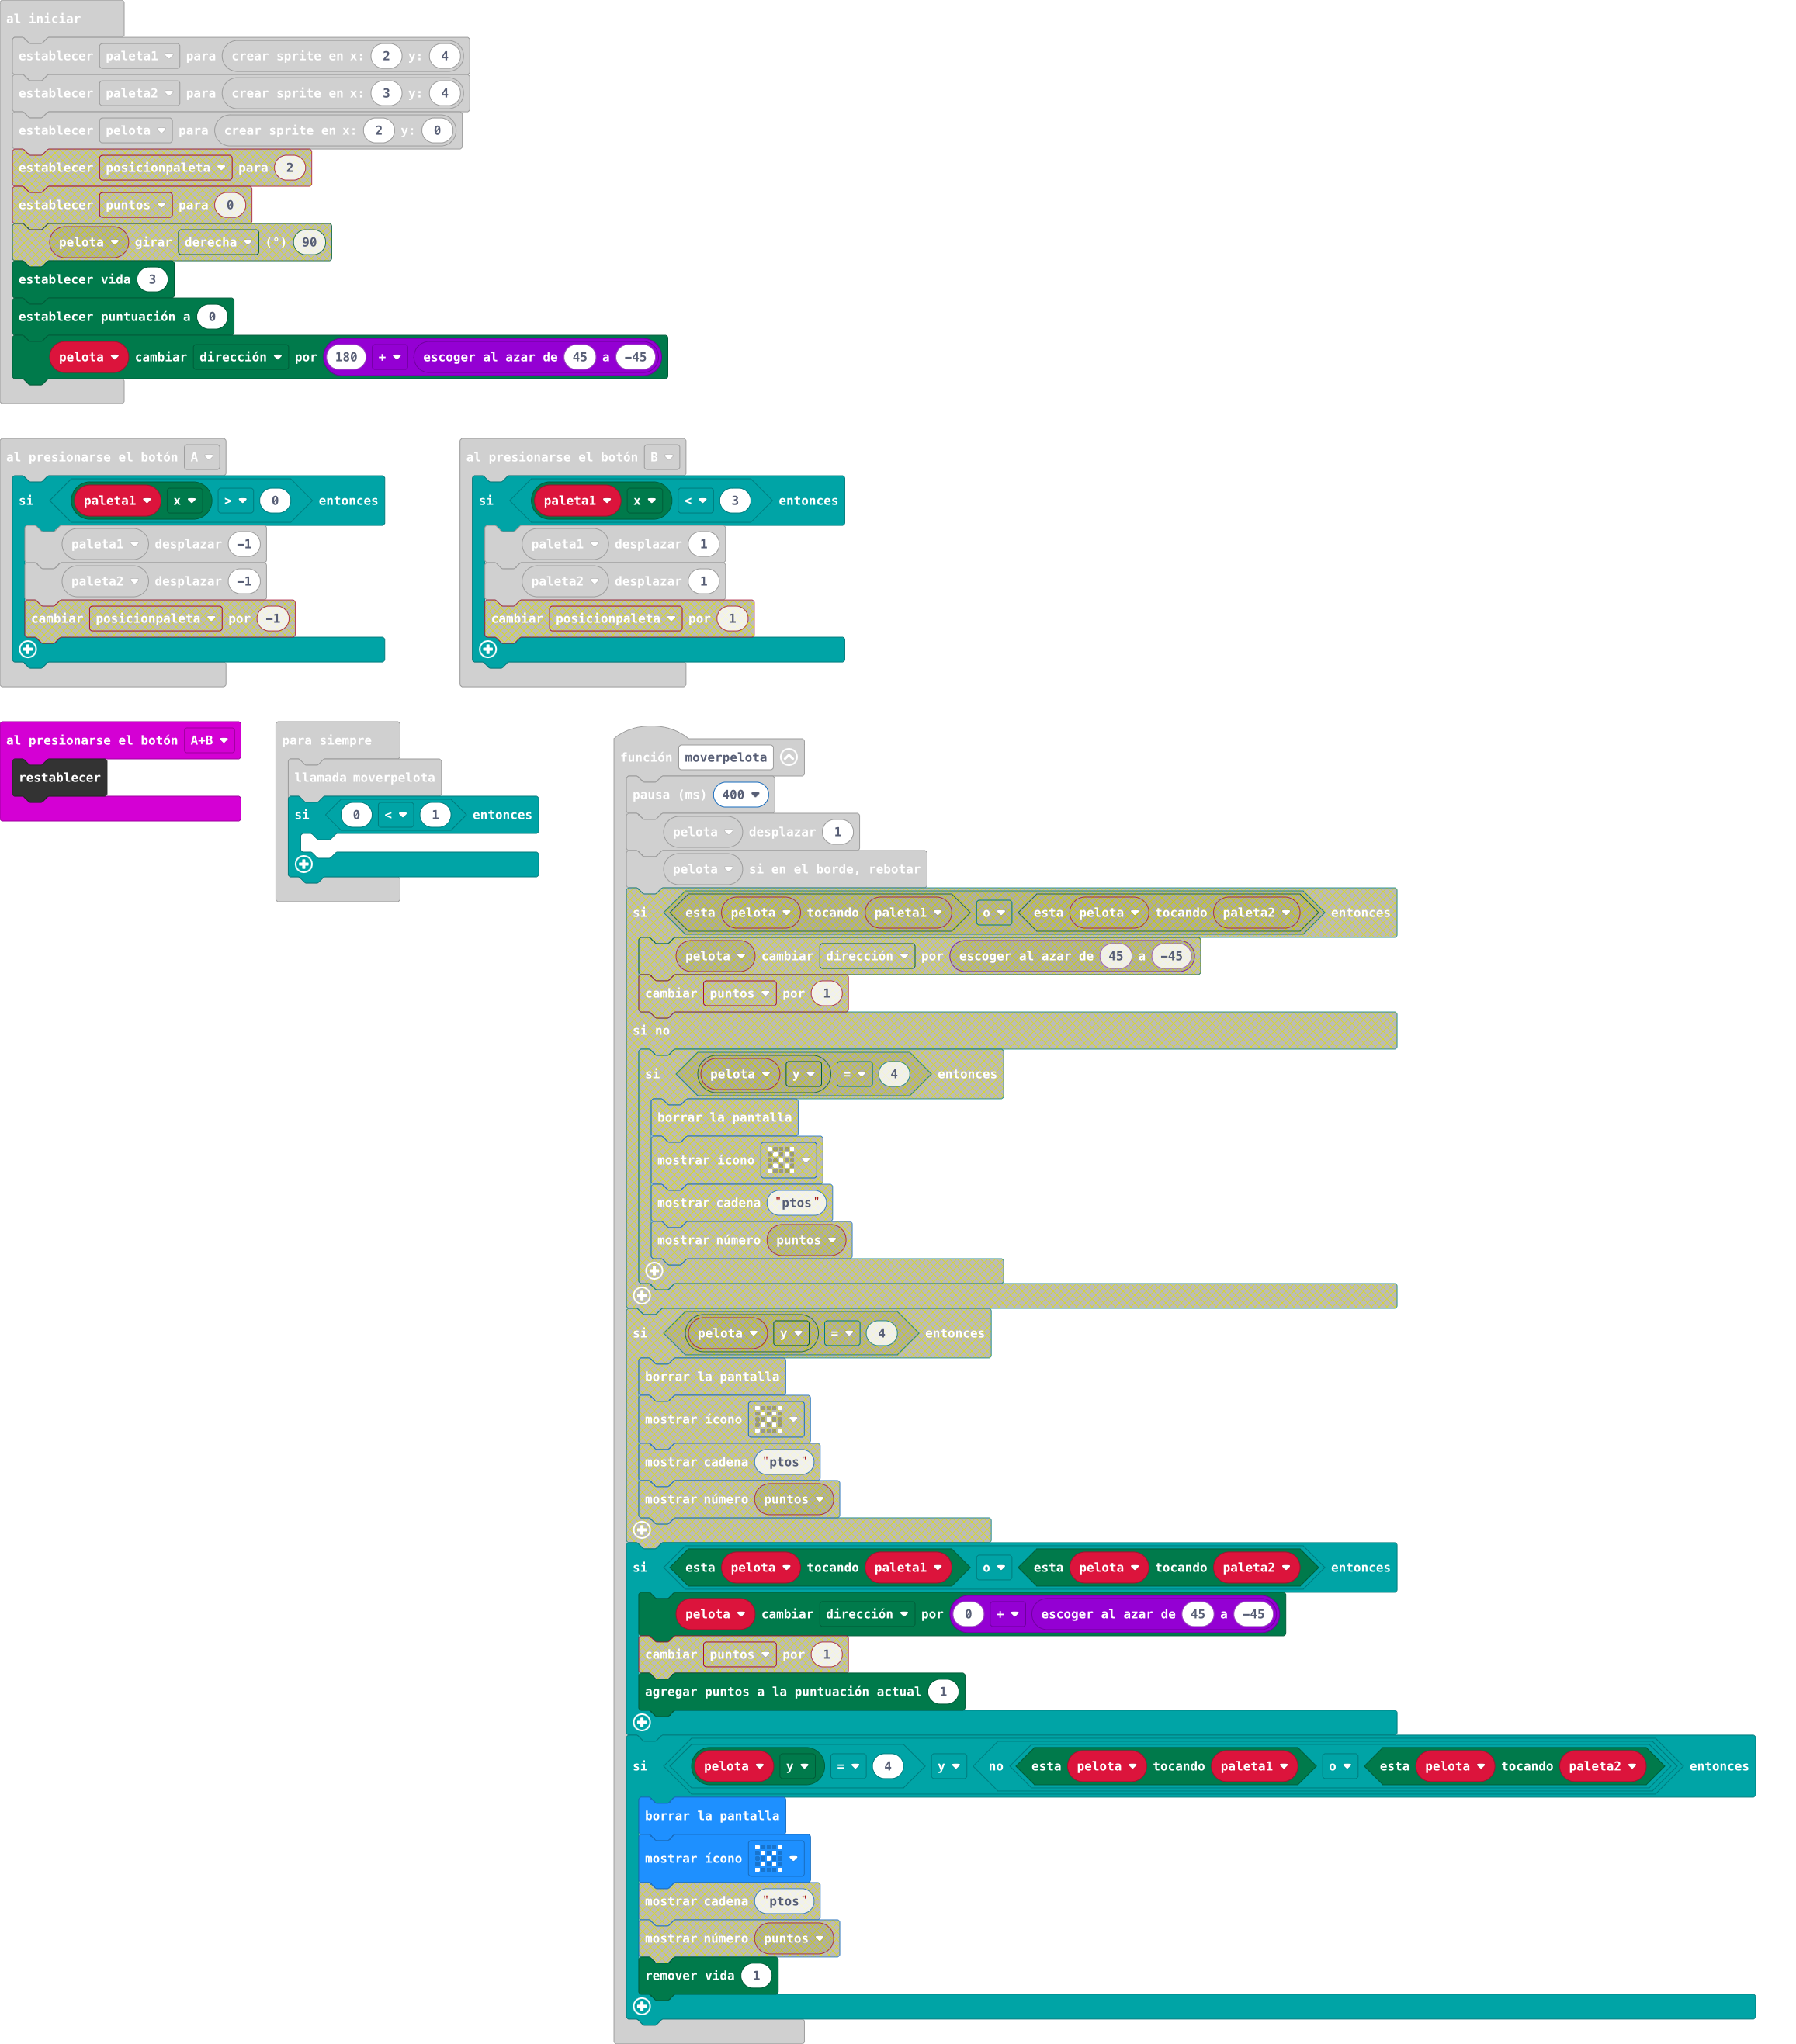 al iniciar
establecer paleta1 para crear sprite en x: 2 y: 4
establecer paleta2 para crear sprite en x: 3 y: 4
establecer pelota para crear sprite en x: 2 y: 0
establecer posicionpaleta para 2
establecer puntos para 0
pelota girar derecha (°) 90
establecer vida 3
establecer puntuación a 0
pelota cambiar dirección por 180 + escoger al azar de 45 a -45
al presionarse el botón A
si paleta1 x > 0 entonces
paleta1 desplazar -1
paleta2 desplazar -1
cambiar posicionpaleta por -1
al presionarse el botón B
si paleta1 x < 3 entonces
paleta1 desplazar 1
paleta2 desplazar 1
cambiar posicionpaleta por 1
al presionarse el botón A+B
restablecer
para siempre
llamada moverpelota
si 0 < 1 entonces
función moverpelota
pausa (ms) 400
pelota desplazar 1
pelota si en el borde, rebotar
si esta pelota tocando paleta1 o esta pelota tocando paleta2 entonces
pelota cambiar dirección por escoger al azar de 45 a -45
cambiar puntos por 1
si no
si pelota y = 4 entonces
borrar la pantalla
mostrar ícono
mostrar cadena "ptos"
mostrar número puntos
si pelota y = 4 entonces
borrar la pantalla
mostrar ícono
mostrar cadena "ptos"
mostrar número puntos
si esta pelota tocando paleta1 o esta pelota tocando paleta2 entonces
pelota cambiar dirección por 0 + escoger al azar de 45 a -45
cambiar puntos por 1
agregar puntos a la puntuación actual 1
si pelota y = 4 y no esta pelota tocando paleta1 o esta pelota tocando paleta2 entonces
borrar la pantalla
mostrar ícono
mostrar cadena "ptos"
mostrar número puntos
remover vida 1